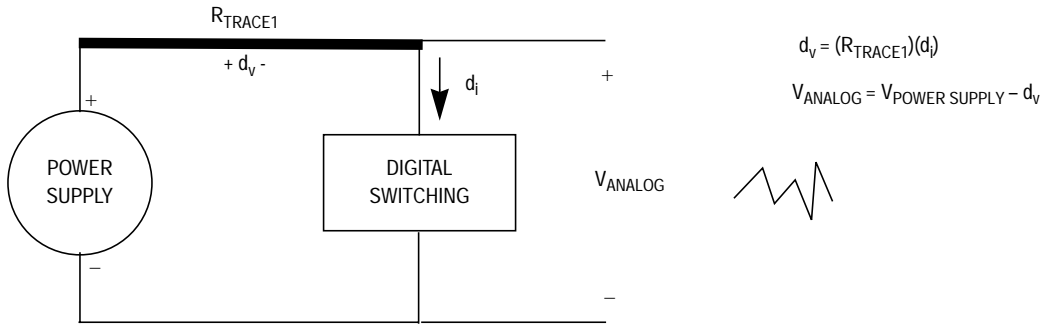 R_TRACE1
+ d_v -
d_v = (R_TRACE1)(d_i)
V_ANALOG = V_POWER SUPPLY – d_v
+
d_i
+
POWER
SUPPLY
DIGITAL
SWITCHING
V_ANALOG
–
–